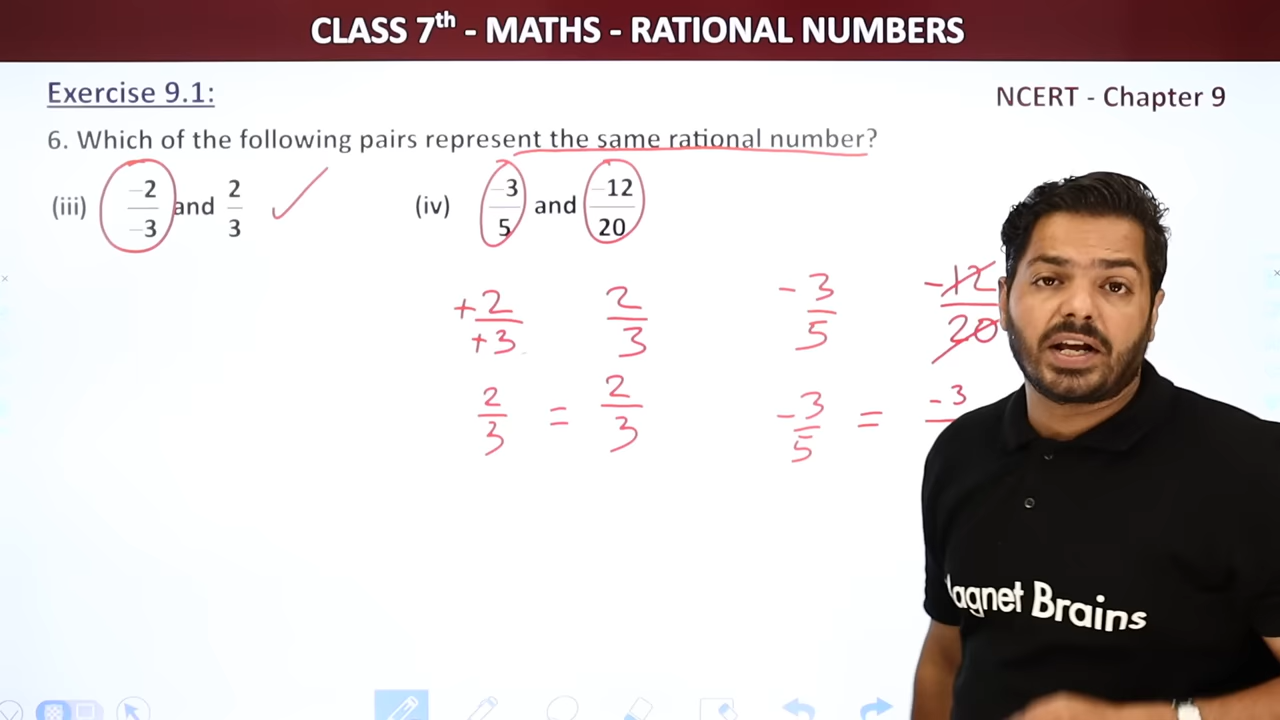 CLASS 7th - MATHS - RATIONAL NUMBERS
Exercise 9.1:
NCERT - Chapter 9
6. Which of the following pairs represent the same rational number?
(iii) -2/-3 and 2/3 ✓ (iv) -3/5 and -12/20
+2/+3 2/3 -3/5 -12/20
2/3 = 2/3 -3/5 = -3
agnet Brains